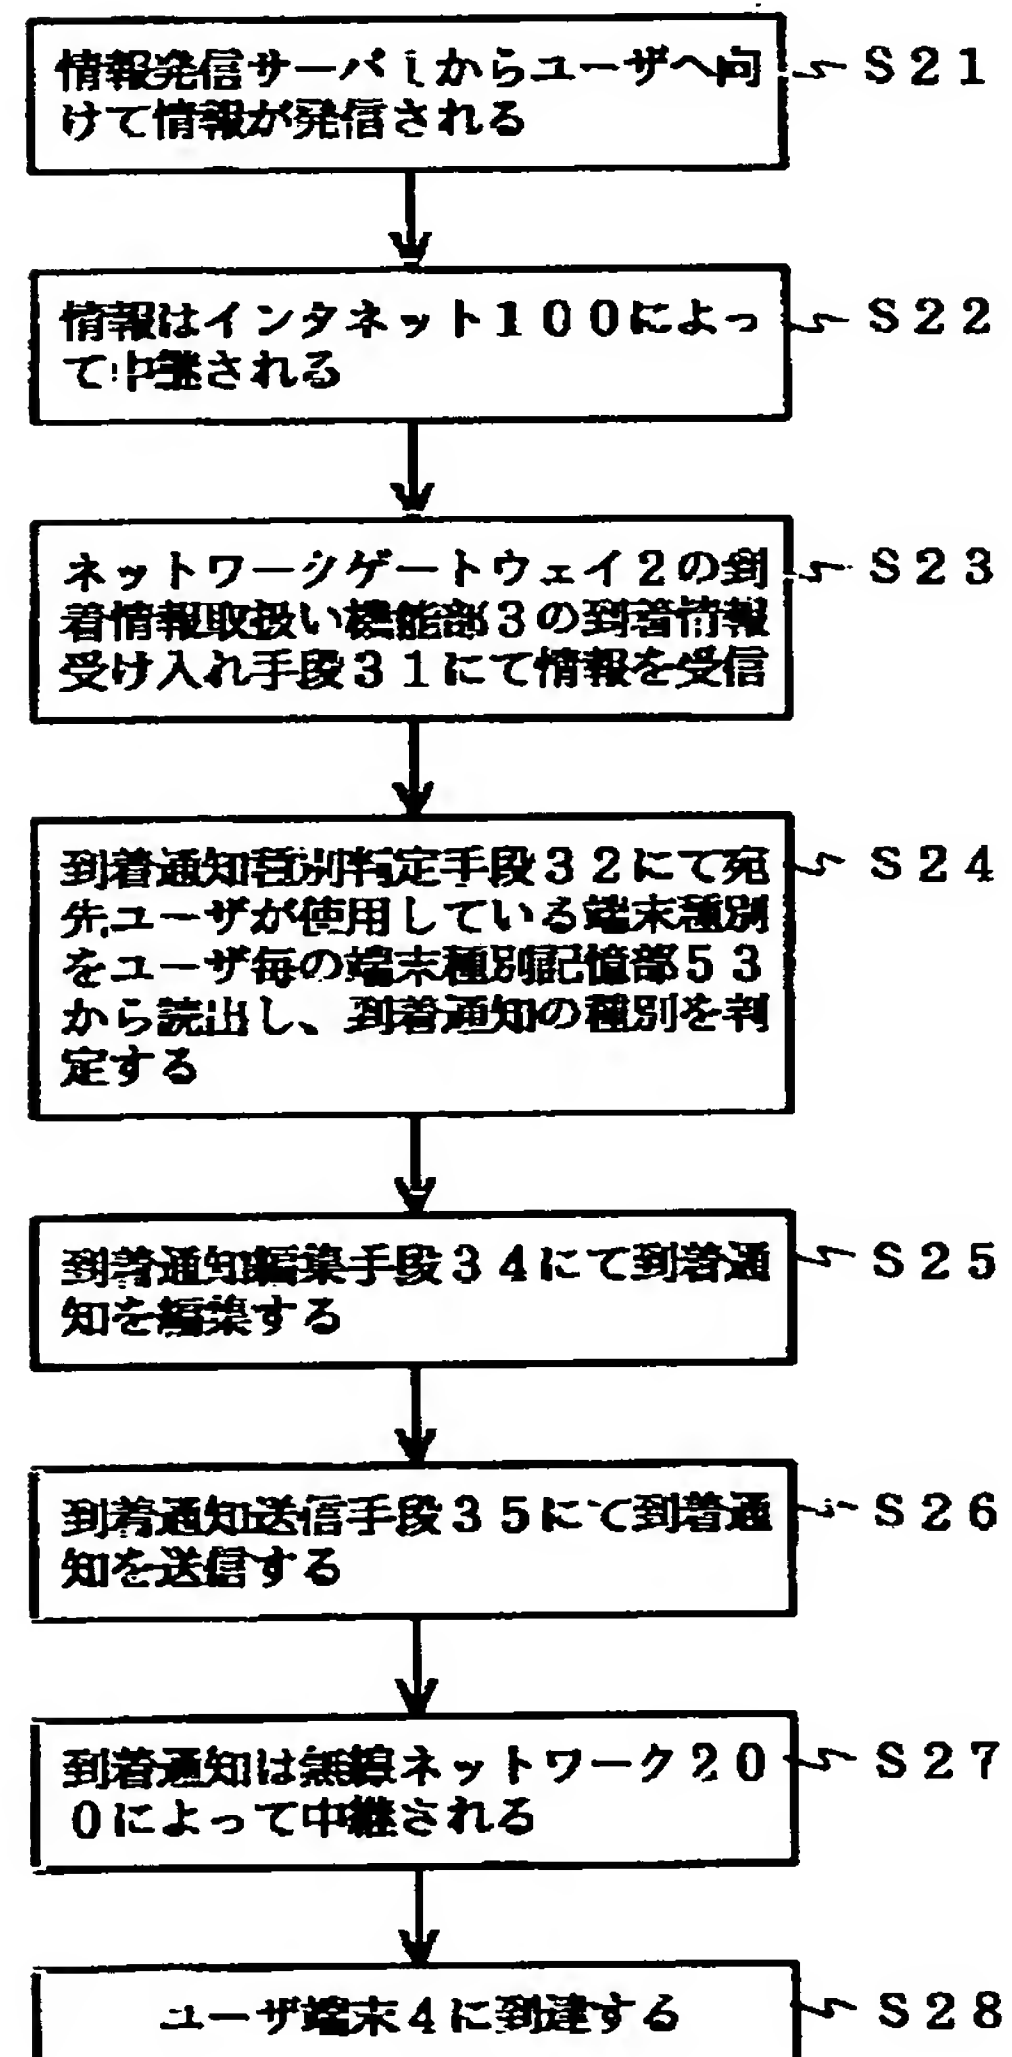 情報発信サーバ1からユーザへ向
けて情報が発信される
S21
情報はインタネット100によっ
て中継される
S22
ネットワークゲートウェイ2の到
着情報取扱い機能部3の到着情報
受け入れ手段31にて情報を受信
S23
到着通知種別判定手段32にて宛
先ユーザが使用している端末種別
をユーザ毎の端末種別記憶部53
から読出し、到着通知の種別を判
定する
S24
到着通知編集手段34にて到着通
知を編集する
S25
到着通知送信手段35にて到着通
知を送信する
S26
到着通知は無線ネットワーク20
0によって中継される
S27
ユーザ端末4に到達する
S28